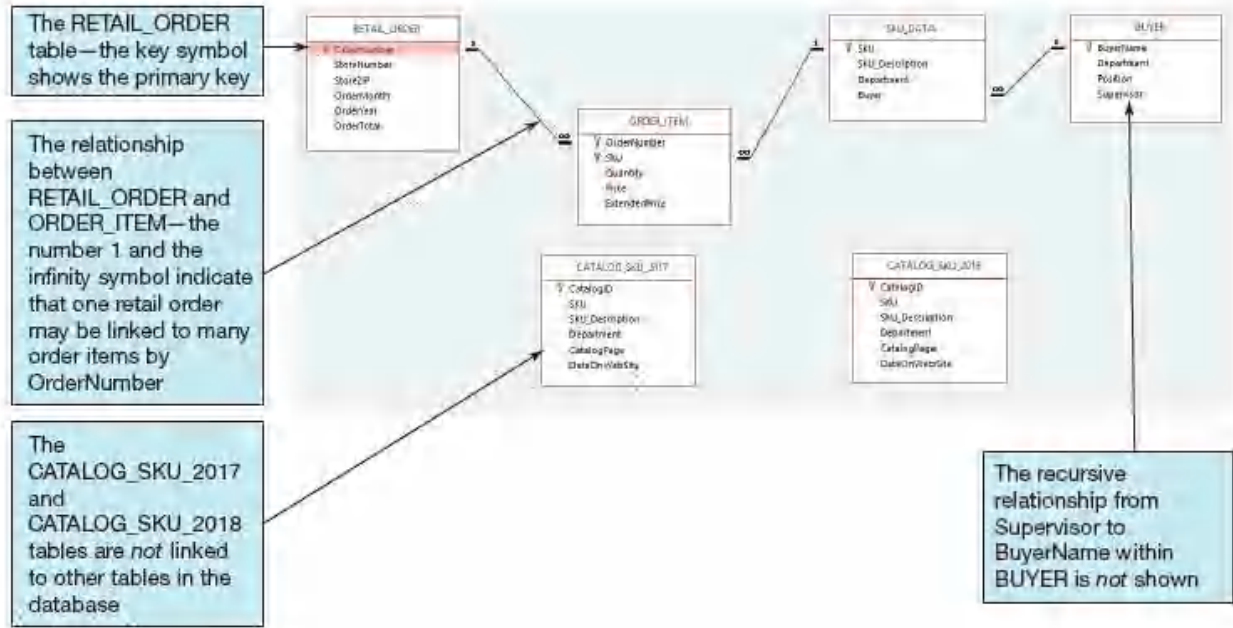 The RETAIL_ORDER
table—the key symbol
shows the primary key
The relationship
between
RETAIL_ORDER and
ORDER_ITEM—the
number 1 and the
infinity symbol indicate
that one retail order
may be linked to many
order items by
OrderNumber
The
CATALOG_SKU_2017
and
CATALOG_SKU_2018
tables are not linked
to other tables in the
database
RETAIL_ORDER
OrderNumber
StoreNumber
StoreZIP
OrderMonth
OrderYear
OrderTotal
1
∞
ORDER_ITEM
OrderNumber
SKU
Quantity
Price
ExtendedPrice
∞
1
SKU_DATA
SKU
SKU_Description
Department
Buyer
∞
1
BUYER
BuyerName
Department
Position
Supervisor
CATALOG_SKU_2017
CatalogID
SKU
SKU_Description
Department
CatalogPage
DateOnWebSite
CATALOG_SKU_2018
CatalogID
SKU
SKU_Description
Department
CatalogPage
DateOnWebSite
The recursive
relationship from
Supervisor to
BuyerName within
BUYER is not shown